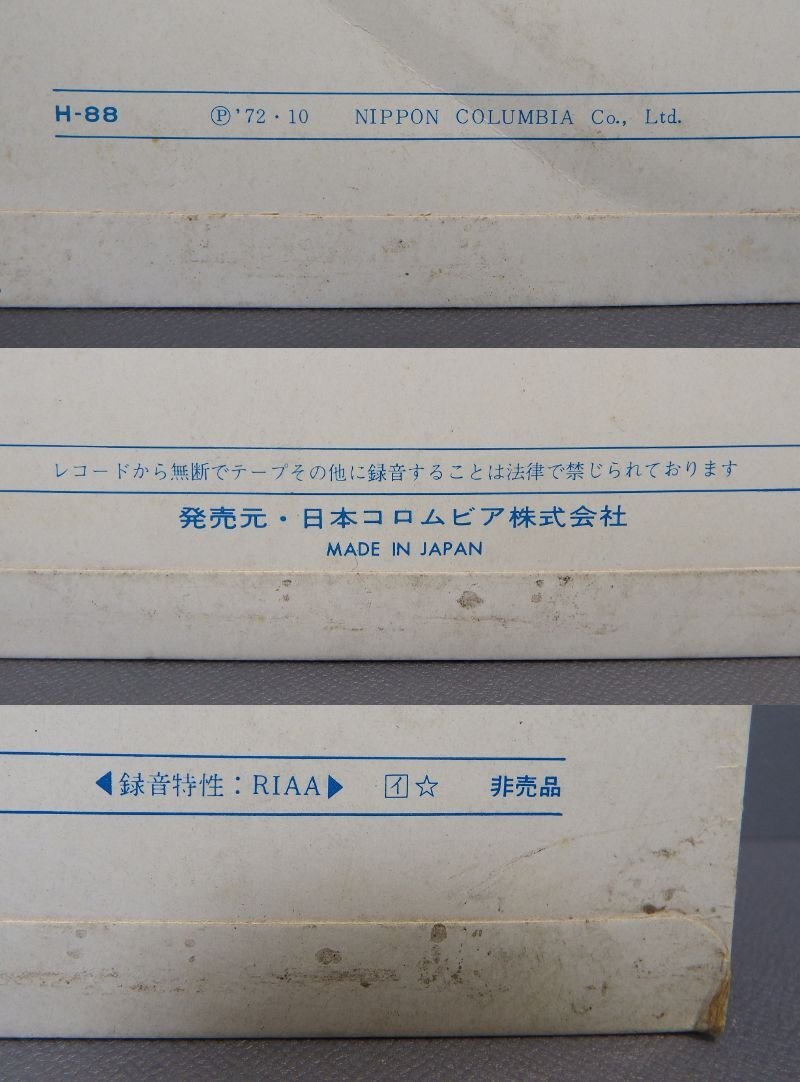 H-88 Ⓟ'72・10 NIPPON COLUMBIA Co., Ltd.
レコードから無断でテープその他に録音することは法律で禁じられております
発売元・日本コロムビア株式会社
MADE IN JAPAN
◀録音特性：RIAA▶ イ☆ 非売品